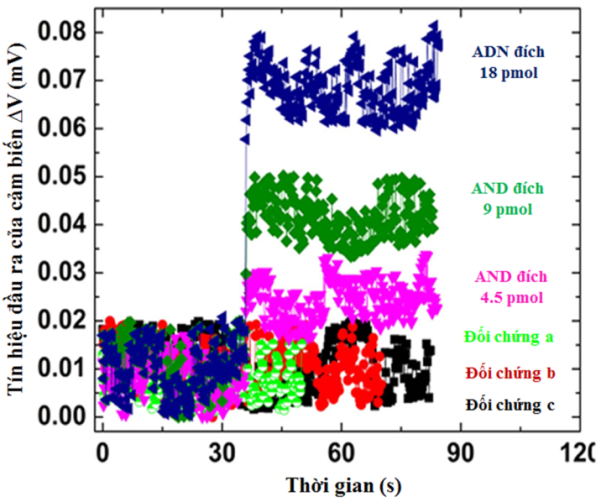 Tín hiệu đầu ra của cảm biến ΔV (mV)
0.08
0.07
0.06
0.05
0.04
0.03
0.02
0.01
0.00
ADN đích
18 pmol
AND đích
9 pmol
AND đích
4.5 pmol
Đối chứng a
Đối chứng b
Đối chứng c
0 30 60 90
Thời gian (s)